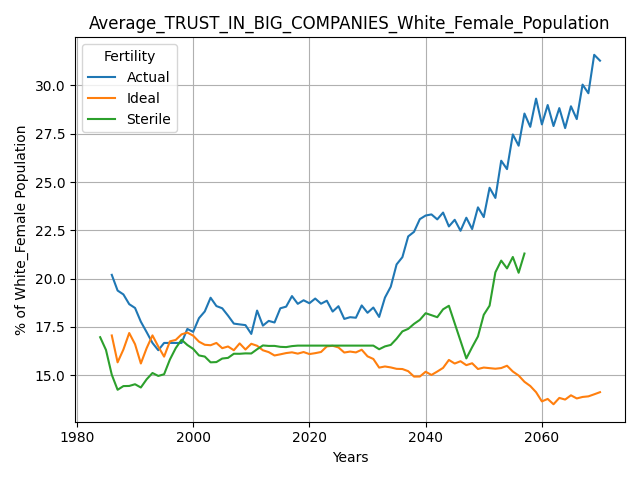 Average_TRUST_IN_BIG_COMPANIES_White_Female_Population
Fertility
Actual
Ideal
Sterile
% of White_Female Population
30.0
27.5
25.0
22.5
20.0
17.5
15.0
1980
2000
2020
2040
2060
Years